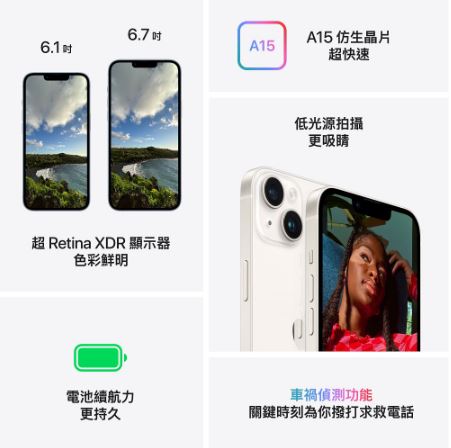 6.1 吋
6.7 吋
超 Retina XDR 顯示器
色彩鮮明
A15
A15 仿生晶片
超快速
低光源拍攝
更吸睛
電池續航力
更持久
車禍偵測功能
關鍵時刻為你撥打求救電話